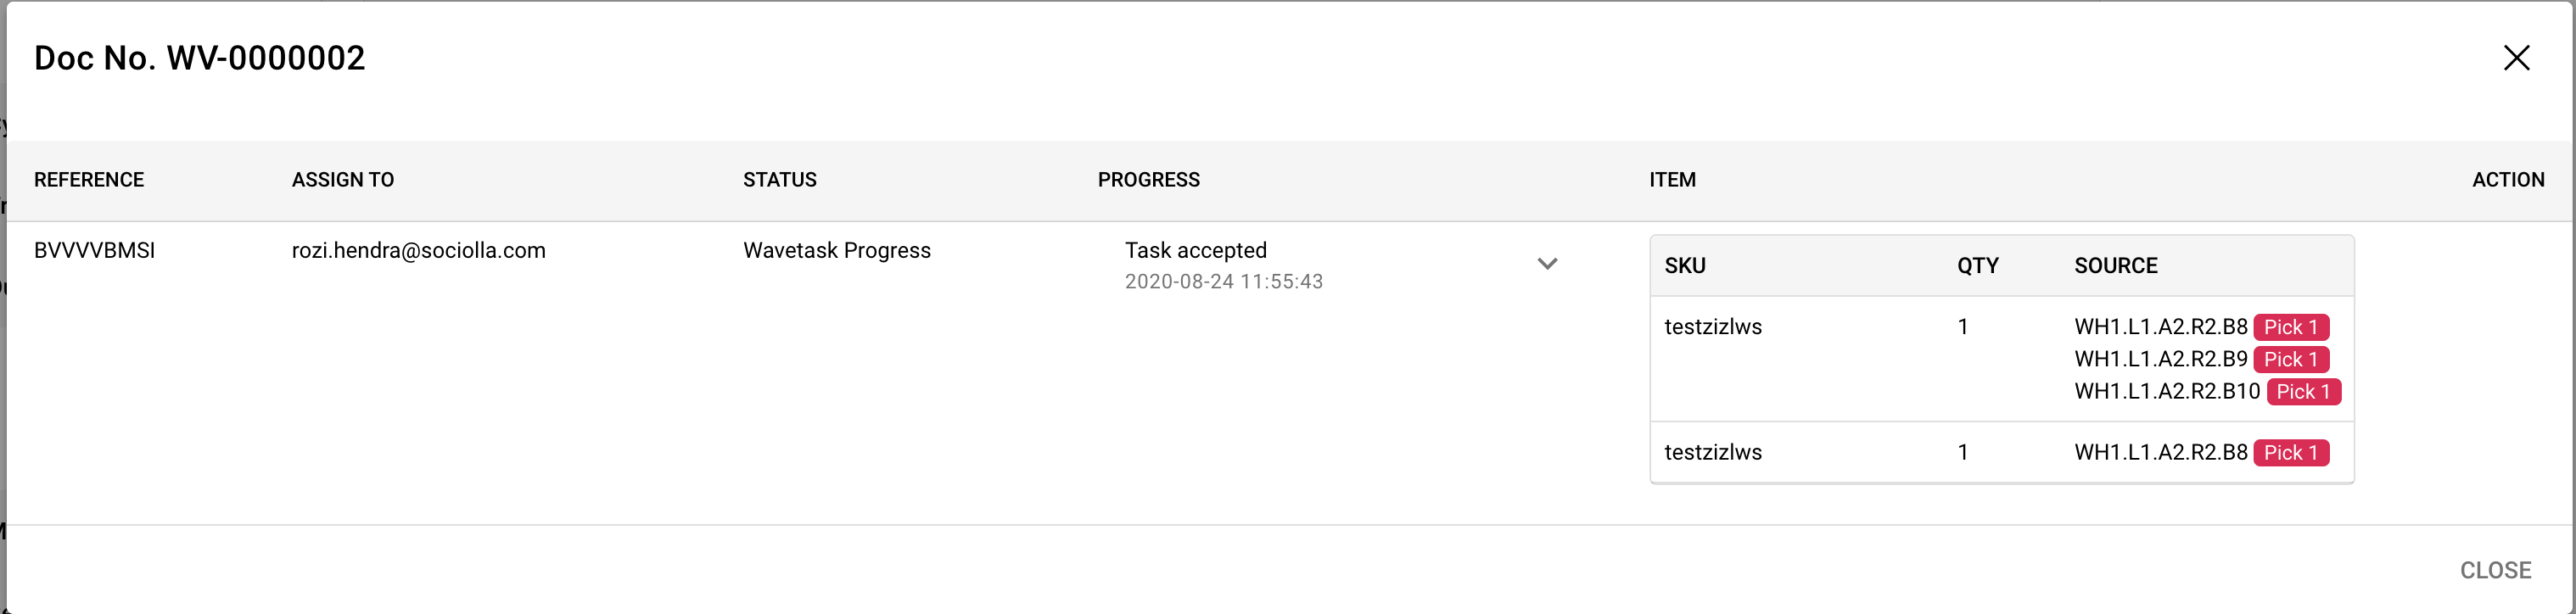 Doc No. WV-0000002
REFERENCE ASSIGN TO STATUS PROGRESS ITEM ACTION
BVVVVBMSI rozi.hendra@sociolla.com Wavetask Progress Task accepted
2020-08-24 11:55:43
SKU QTY SOURCE
testzizlws 1 WH1.L1.A2.R2.B8 Pick 1
WH1.L1.A2.R2.B9 Pick 1
WH1.L1.A2.R2.B10 Pick 1
testzizlws 1 WH1.L1.A2.R2.B8 Pick 1
CLOSE